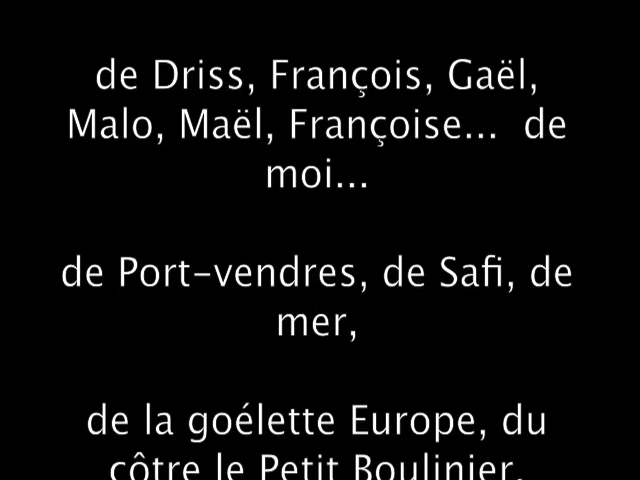 de Driss, François, Gaël,
Malo, Maël, Françoise... de
moi...
de Port-vendres, de Safi, de
mer,
de la goélette Europe, du
côtre le Petit Boulinier,